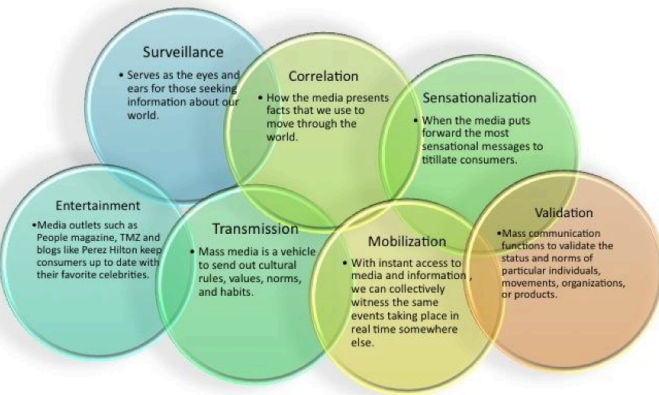 Surveillance
• Serves as the eyes and
ears for those seeking
information about our
world.
Correlation
• How the media presents
facts that we use to
move through the
world.
Sensationalization
• When the media puts
forward the most
sensational messages to
titillate consumers.
Entertainment
•Media outlets such as
People magazine, TMZ and
blogs like Perez Hilton keep
consumers up to date with
their favorite celebrities.
Transmission
• Mass media is a vehicle
to send out cultural
rules, values, norms,
and habits.
Mobilization
• With instant access to
media and information ,
we can collectively
witness the same
events taking place in
real time somewhere
else.
Validation
•Mass communication
functions to validate the
status and norms of
particular individuals,
movements, organizations,
or products.